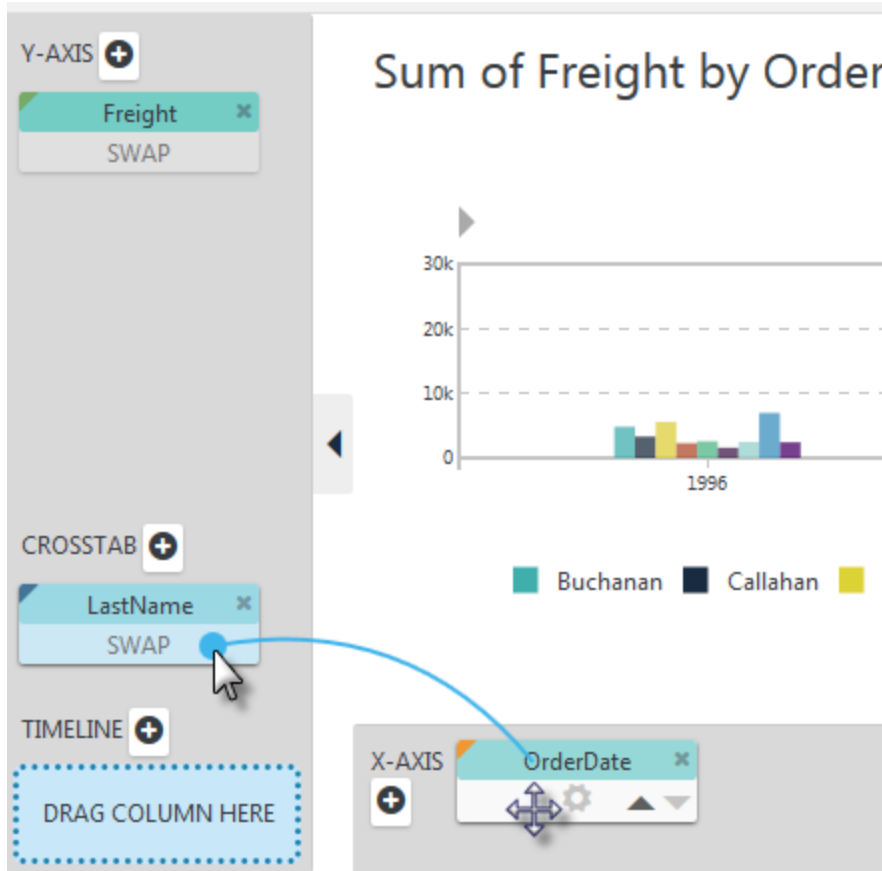 Y-AXIS
Freight
SWAP
Sum of Freight by Order
30k
20k
10k
0
1996
CROSSTAB
LastName
SWAP
Buchanan Callahan
TIMELINE
DRAG COLUMN HERE
X-AXIS
OrderDate